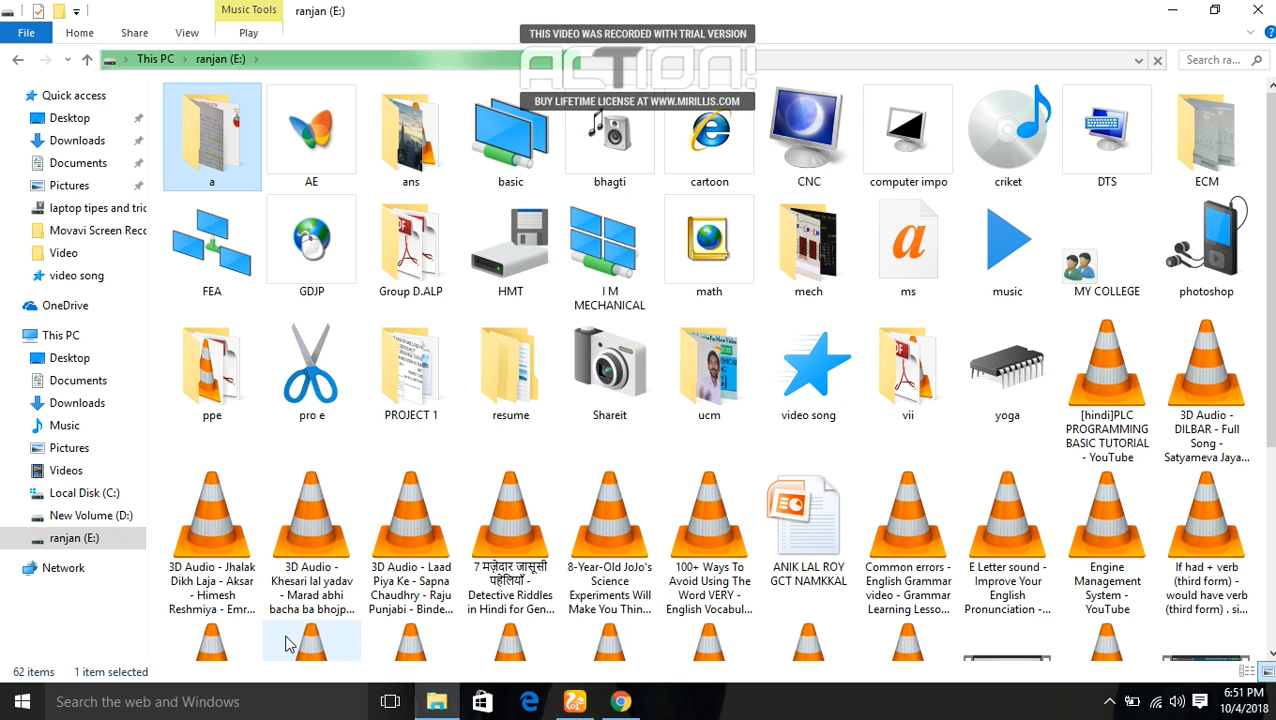 Music Tools
ranjan (E:)
File
Home
Share
View
Play
THIS VIDEO WAS RECORDED WITH TRIAL VERSION
ACTION!
BUY LIFETIME LICENSE AT WWW.MIRILLIS.COM
This PC
ranjan (E:)
Search ra...
Quick access
Desktop
Downloads
Documents
Pictures
laptop tipes and tric
Movavi Screen Reco
Video
video song
OneDrive
This PC
Desktop
Documents
Downloads
Music
Pictures
Videos
Local Disk (C:)
New Volume (D:)
ranjan (E:)
Network
a
AE
ans
basic
bhagti
cartoon
CNC
computer impo
criket
DTS
ECM
FEA
GDJP
Group D.ALP
HMT
I M
MECHANICAL
math
mech
ms
music
MY COLLEGE
photoshop
ppe
pro e
PROJECT 1
resume
Shareit
ucm
video song
vii
yoga
[hindi]PLC
PROGRAMMING
BASIC TUTORIAL
- YouTube
3D Audio -
DILBAR - Full
Song -
Satyameva Jaya...
3D Audio - Jhalak
Dikh Laja - Aksar
- Himesh
Reshmiya - Emr...
3D Audio -
Khesari lal yadav
- Marad abhi
bacha ba bhojp...
3D Audio - Laad
Piya Ke - Sapna
Chaudhry - Raju
Punjabi - Binde...
7 मज़ेदार जासूसी
पहेलियाँ -
Detective Riddles
in Hindi for Gen...
8-Year-Old JoJo's
Science
Experiments Will
Make You Thin...
100+ Ways To
Avoid Using The
Word VERY -
English Vocabul...
ANIK LAL ROY
GCT NAMKKAL
Common errors -
English Grammar
video - Grammar
Learning Lesso...
E Letter sound -
Improve Your
English
Pronunciation -...
Engine
Management
System -
YouTube
If had + verb
(third form) -
would have verb
(third form) . si...
62 items
1 item selected
Search the web and Windows
6:51 PM
10/4/2018